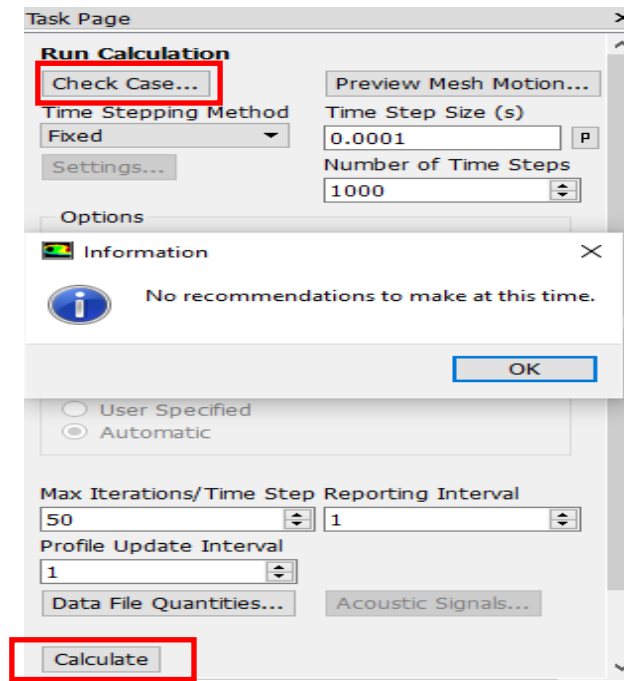 Task Page
Run Calculation
Check Case... Preview Mesh Motion...
Time Stepping Method Time Step Size (s)
Fixed 0.0001 P
Settings... Number of Time Steps
1000
Options
Information
No recommendations to make at this time.
OK
User Specified
Automatic
Max Iterations/Time Step Reporting Interval
50 1
Profile Update Interval
1
Data File Quantities... Acoustic Signals...
Calculate